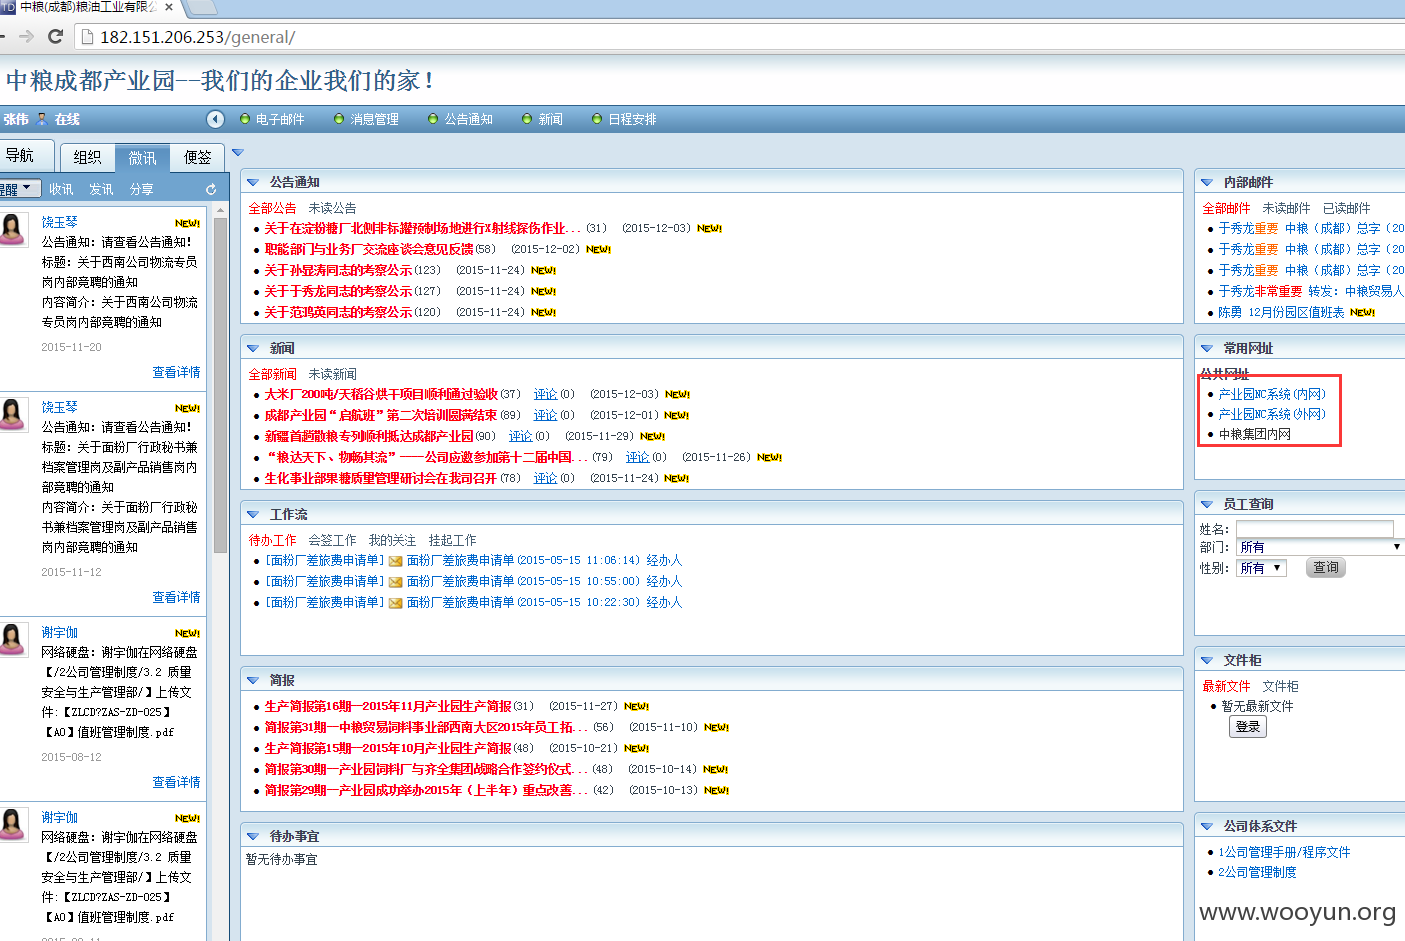 中粮(成都)粮油工业有限公
182.151.206.253/general/
中粮成都产业园--我们的企业我们的家！
张伟 在线
电子邮件 消息管理 公告通知 新闻 日程安排
导航 组织 微讯 便签
提醒 收讯 发讯 分享
饶玉琴 NEW!
公告通知：请查看公告通知！
标题：关于西南公司物流专员
岗内部竞聘的通知
内容简介：关于西南公司物流
专员岗内部竞聘的通知
2015-11-20
查看详情
饶玉琴 NEW!
公告通知：请查看公告通知！
标题：关于面粉厂行政秘书兼
档案管理岗及副产品销售岗内
部竞聘的通知
内容简介：关于面粉厂行政秘
书兼档案管理岗及副产品销售
岗内部竞聘的通知
2015-11-12
查看详情
谢宇伽 NEW!
网络硬盘：谢宇伽在网络硬盘
【/2公司管理制度/3.2 质量
安全与生产管理部/】上传文
件:【ZLCD?ZAS-ZD-025】
【A0】值班管理制度.pdf
2015-08-12
查看详情
谢宇伽 NEW!
网络硬盘：谢宇伽在网络硬盘
【/2公司管理制度/3.2 质量
安全与生产管理部/】上传文
件:【ZLCD?ZAS-ZD-025】
【A0】值班管理制度.pdf
公告通知
全部公告 未读公告
关于在淀粉糖厂北侧非标罐预制场地进行X射线探伤作业...(31) (2015-12-03) NEW!
职能部门与业务厂交流座谈会意见反馈(58) (2015-12-02) NEW!
关于孙显涛同志的考察公示(123) (2015-11-24) NEW!
关于于秀龙同志的考察公示(127) (2015-11-24) NEW!
关于范鸿英同志的考察公示(120) (2015-11-24) NEW!
新闻
全部新闻 未读新闻
大米厂200吨/天稻谷烘干项目顺利通过验收(37) 评论(0) (2015-12-03) NEW!
成都产业园“启航班”第二次培训圆满结束(89) 评论(0) (2015-12-01) NEW!
新疆首趟散粮专列顺利抵达成都产业园(90) 评论(0) (2015-11-29) NEW!
“粮达天下、物畅其流”——公司应邀参加第十二届中国...(79) 评论(0) (2015-11-26) NEW!
生化事业部果糖质量管理研讨会在我司召开(78) 评论(0) (2015-11-24) NEW!
工作流
待办工作 会签工作 我的关注 挂起工作
[面粉厂差旅费申请单] 面粉厂差旅费申请单(2015-05-15 11:06:14) 经办人
[面粉厂差旅费申请单] 面粉厂差旅费申请单(2015-05-15 10:55:00) 经办人
[面粉厂差旅费申请单] 面粉厂差旅费申请单(2015-05-15 10:22:30) 经办人
简报
生产简报第16期—2015年11月产业园生产简报(31) (2015-11-27) NEW!
简报第31期—中粮贸易饲料事业部西南大区2015年员工拓...(56) (2015-11-10) NEW!
生产简报第15期—2015年10月产业园生产简报(48) (2015-10-21) NEW!
简报第30期—产业园饲料厂与齐全集团战略合作签约仪式...(48) (2015-10-14) NEW!
简报第29期—产业园成功举办2015年（上半年）重点改善...(42) (2015-10-13) NEW!
待办事宜
暂无待办事宜
内部邮件
全部邮件 未读邮件 已读邮件
于秀龙重要 中粮（成都）总字（20
于秀龙重要 中粮（成都）总字（20
于秀龙重要 中粮（成都）总字（20
于秀龙非常重要 转发：中粮贸易人
陈勇 12月份园区值班表 NEW!
常用网址
公共网址
产业园NC系统(内网)
产业园NC系统(外网)
中粮集团内网
员工查询
姓名：
部门： 所有
性别： 所有 查询
文件柜
最新文件 文件柜
暂无最新文件
登录
公司体系文件
1公司管理手册/程序文件
2公司管理制度
www.wooyun.org